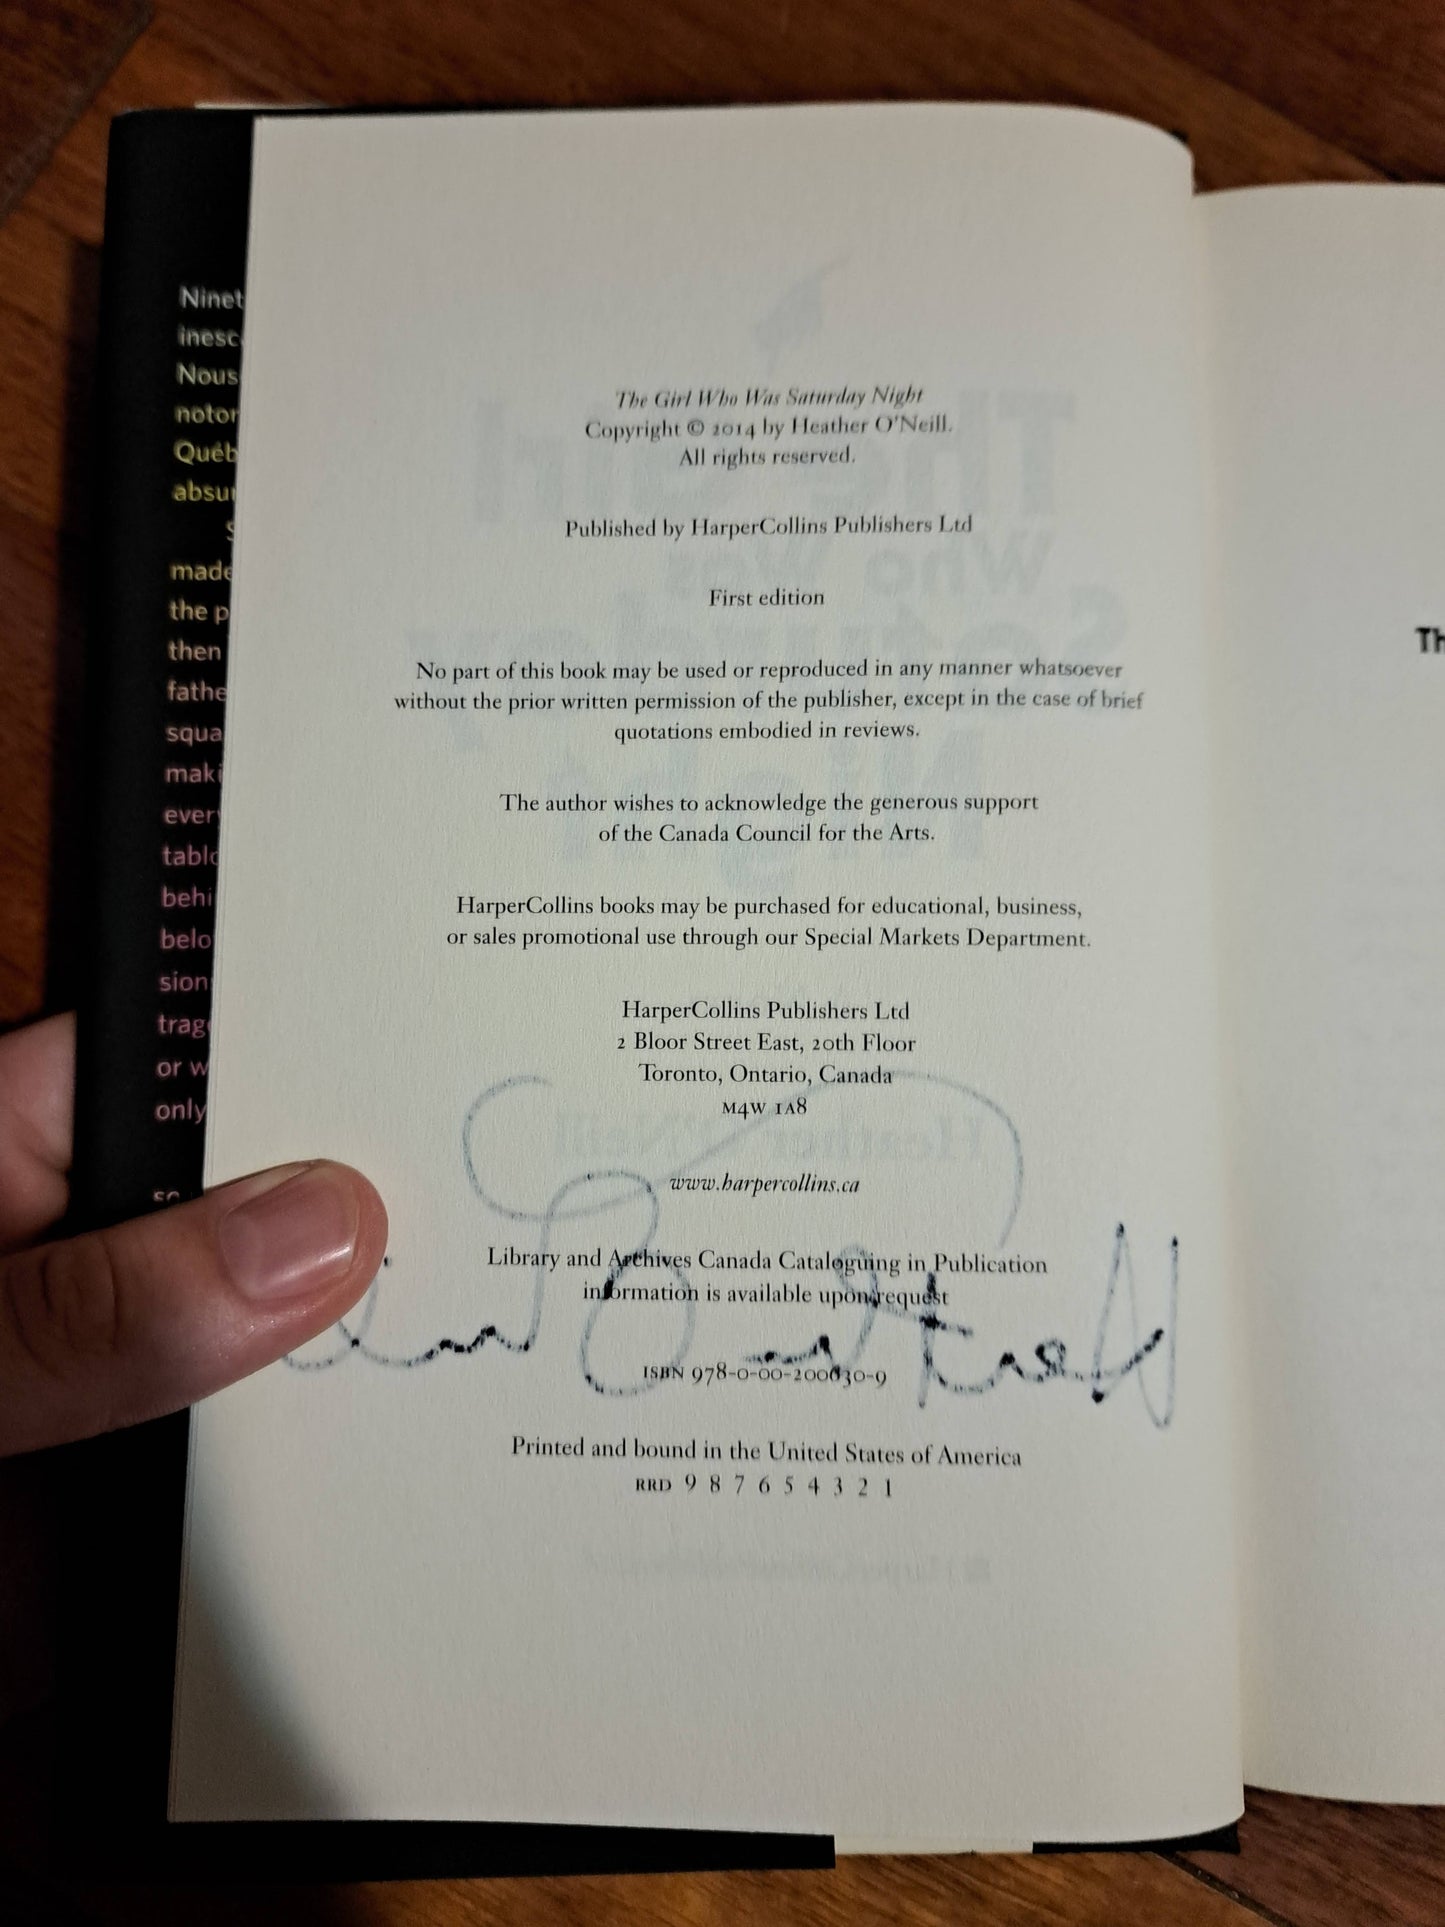 Ninet
inesc
Nous
notor
Québ
absu
S
made
the p
then
fathe
squa
maki
ever
tablo
behi
belo
sion
trag
or w
only
The Girl Who Was Saturday Night
Copyright © 2014 by Heather O'Neill.
All rights reserved.
Published by HarperCollins Publishers Ltd
First edition
No part of this book may be used or reproduced in any manner whatsoever
without the prior written permission of the publisher, except in the case of brief
quotations embodied in reviews.
The author wishes to acknowledge the generous support
of the Canada Council for the Arts.
HarperCollins books may be purchased for educational, business,
or sales promotional use through our Special Markets Department.
HarperCollins Publishers Ltd
2 Bloor Street East, 20th Floor
Toronto, Ontario, Canada
M4W 1A8
www.harpercollins.ca
Library and Archives Canada Cataloguing in Publication
information is available upon request
ISBN 978-0-00-200630-9
Printed and bound in the United States of America
RRD 9 8 7 6 5 4 3 2 1
Th